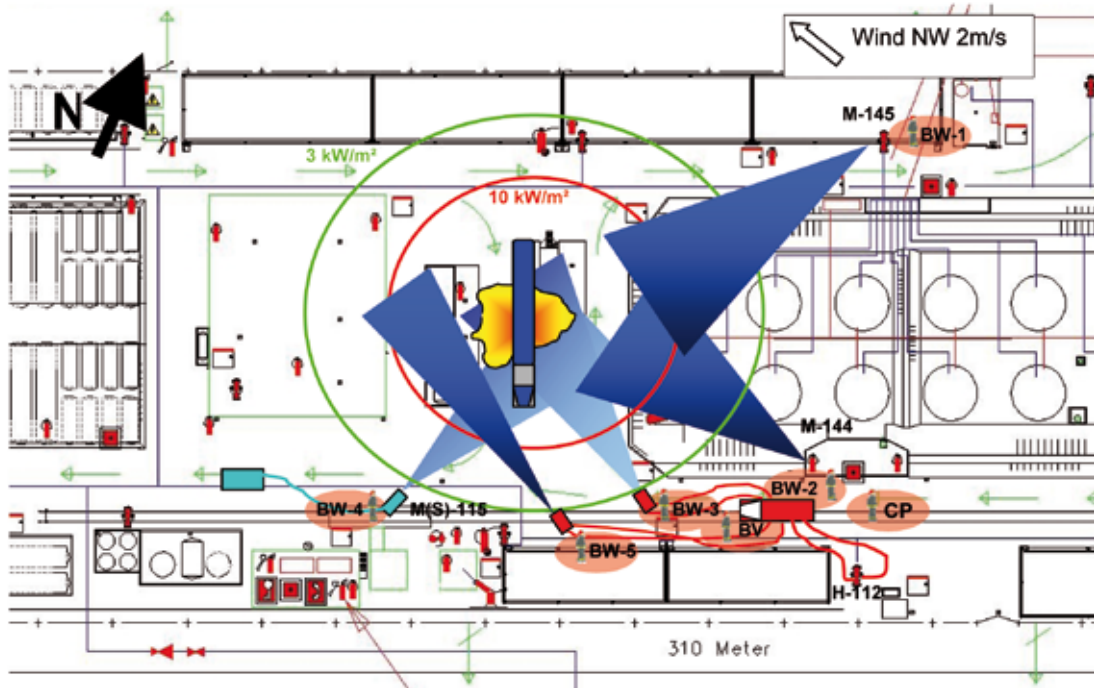 Wind NW 2m/s
N
M-145
BW-1
3 kW/m²
10 kW/m²
M-144
BW-2
BW-4
M(S)-115
BW-3
CP
BV
BW-5
H-112
310 Meter